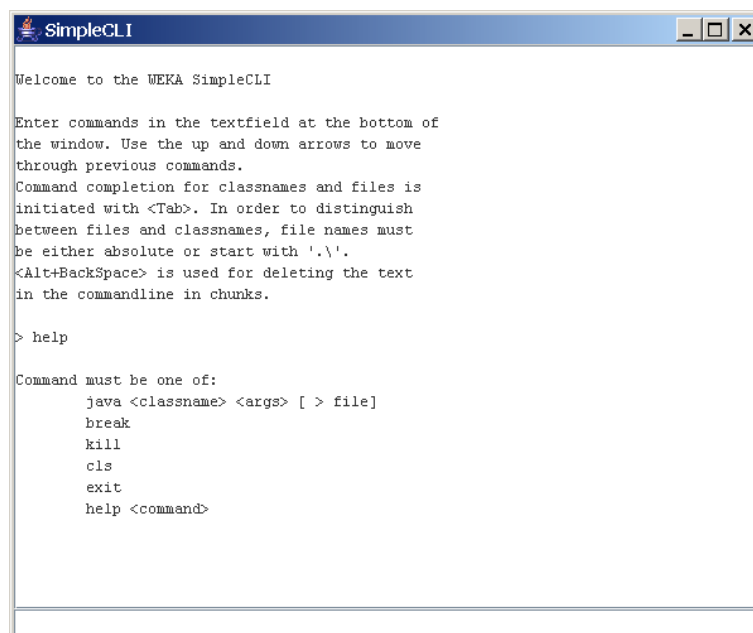 SimpleCLI
Welcome to the WEKA SimpleCLI
Enter commands in the textfield at the bottom of
the window. Use the up and down arrows to move
through previous commands.
Command completion for classnames and files is
initiated with <Tab>. In order to distinguish
between files and classnames, file names must
be either absolute or start with '.\'.
<Alt+BackSpace> is used for deleting the text
in the commandline in chunks.
> help
Command must be one of:
java <classname> <args> [ > file]
break
kill
cls
exit
help <command>